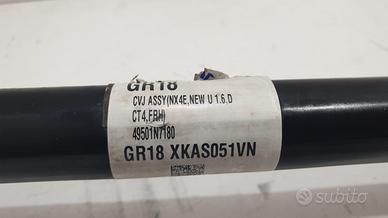 GR18
CVJ ASSY(NX4E,NEW U 1.6.D
CT4,FRH)
49501N7180
GR18 XKAS051VN
subito